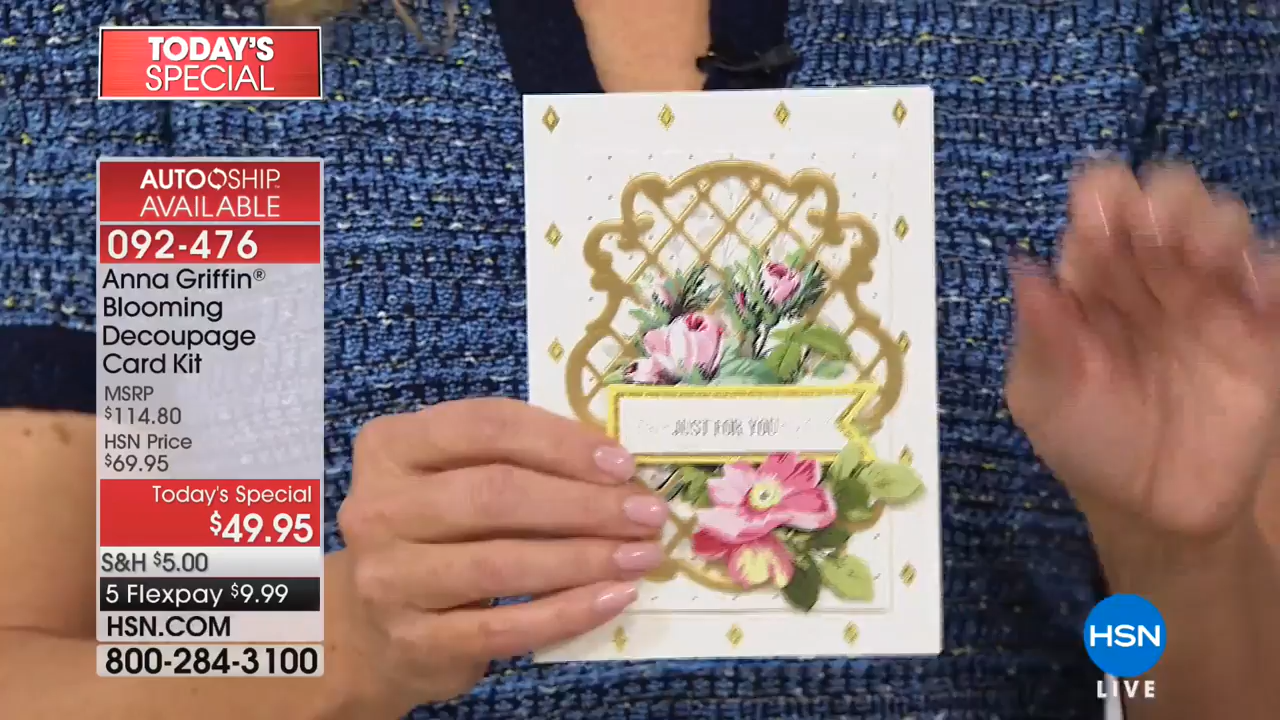 TODAY'S
SPECIAL
AUTOSHIP™
AVAILABLE
092-476
Anna Griffin®
Blooming
Decoupage
Card Kit
MSRP
$114.80
HSN Price
$69.95
Today's Special
$49.95
S&H $5.00
5 Flexpay $9.99
HSN.COM
800-284-3100
JUST FOR YOU
HSN
LIVE